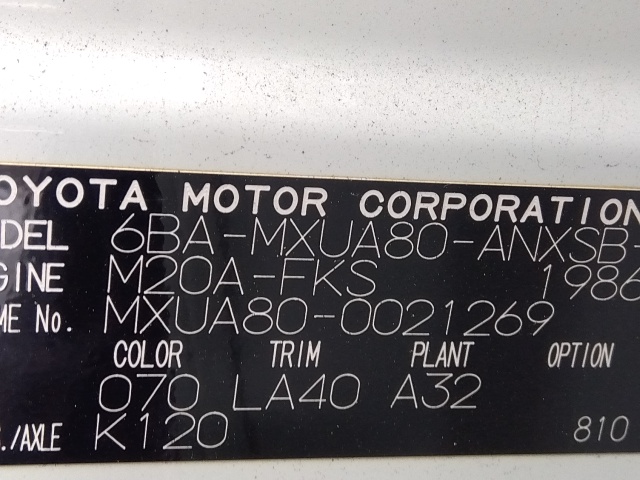 OYOTA MOTOR CORPORATION
DEL 6BA-MXUA80-ANXSB
GINE M20A-FKS 1986
ME No. MXUA80-0021269
COLOR TRIM PLANT OPTION
070 LA40 A32
./AXLE K120 810